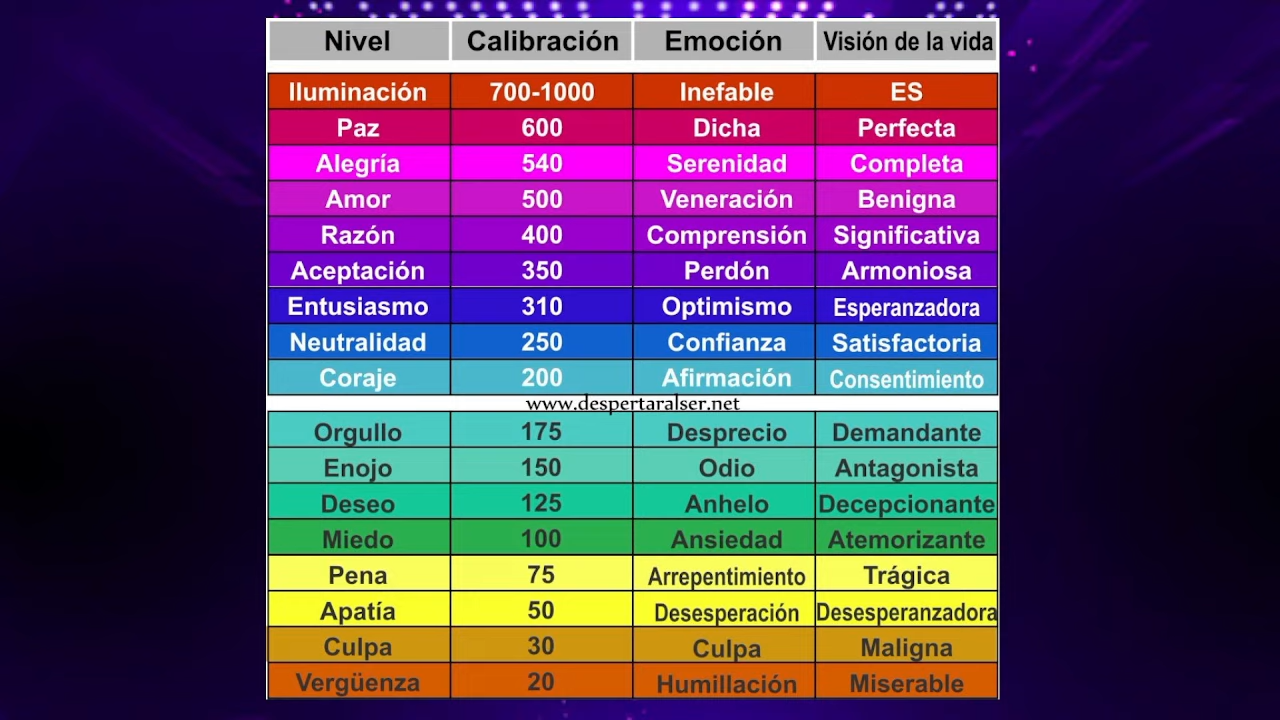 Nivel Calibración Emoción Visión de la vida
Iluminación 700-1000 Inefable ES
Paz 600 Dicha Perfecta
Alegría 540 Serenidad Completa
Amor 500 Veneración Benigna
Razón 400 Comprensión Significativa
Aceptación 350 Perdón Armoniosa
Entusiasmo 310 Optimismo Esperanzadora
Neutralidad 250 Confianza Satisfactoria
Coraje 200 Afirmación Consentimiento
www.despertaralser.net
Orgullo 175 Desprecio Demandante
Enojo 150 Odio Antagonista
Deseo 125 Anhelo Decepcionante
Miedo 100 Ansiedad Atemorizante
Pena 75 Arrepentimiento Trágica
Apatía 50 Desesperación Desesperanzadora
Culpa 30 Culpa Maligna
Vergüenza 20 Humillación Miserable